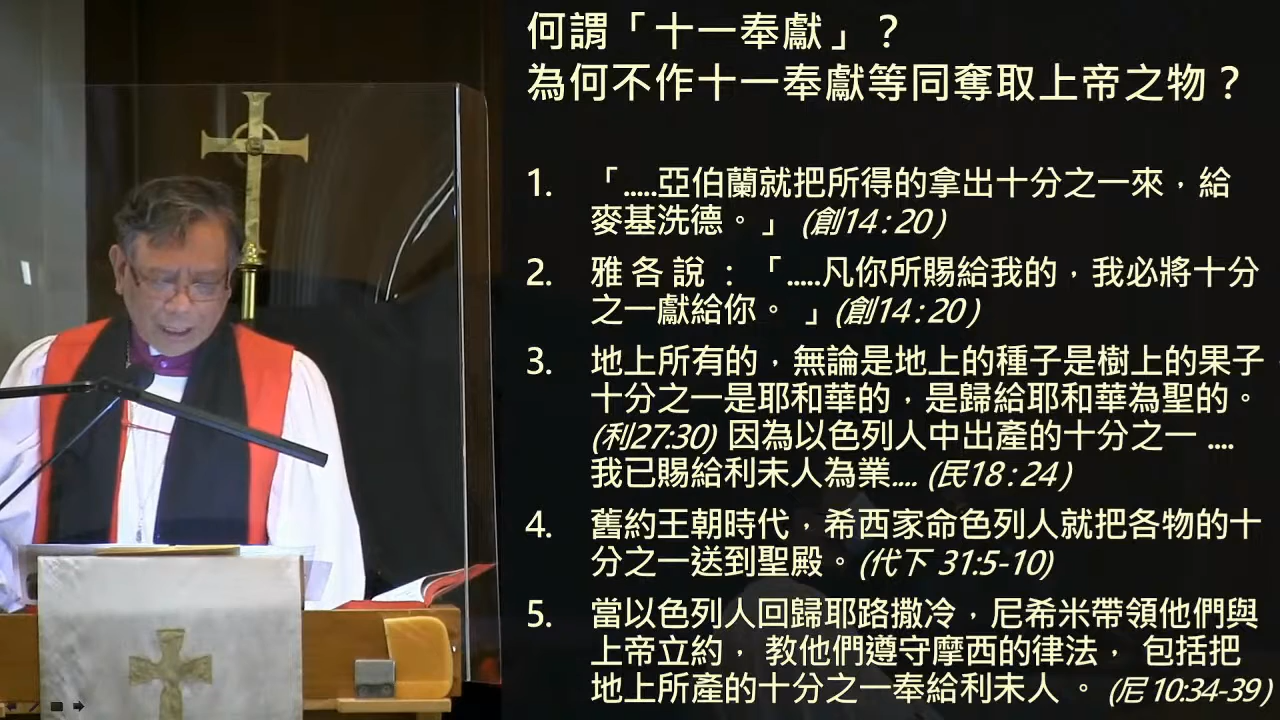 何謂「十一奉獻」？
為何不作十一奉獻等同奪取上帝之物？
1. 「.....亞伯蘭就把所得的拿出十分之一來，給
麥基洗德。」 (創14 : 20 )
2. 雅各說：「.....凡你所賜給我的，我必將十分
之一獻給你。 」(創14 : 20 )
3. 地上所有的，無論是地上的種子是樹上的果子
十分之一是耶和華的，是歸給耶和華為聖的。
(利27:30) 因為以色列人中出產的十分之一 ....
我已賜給利未人為業.... (民18 : 24 )
4. 舊約王朝時代，希西家命色列人就把各物的十
分之一送到聖殿。(代下 31:5-10)
5. 當以色列人回歸耶路撒冷，尼希米帶領他們與
上帝立約， 教他們遵守摩西的律法， 包括把
地上所產的十分之一奉給利未人 。 (尼 10:34-39 )